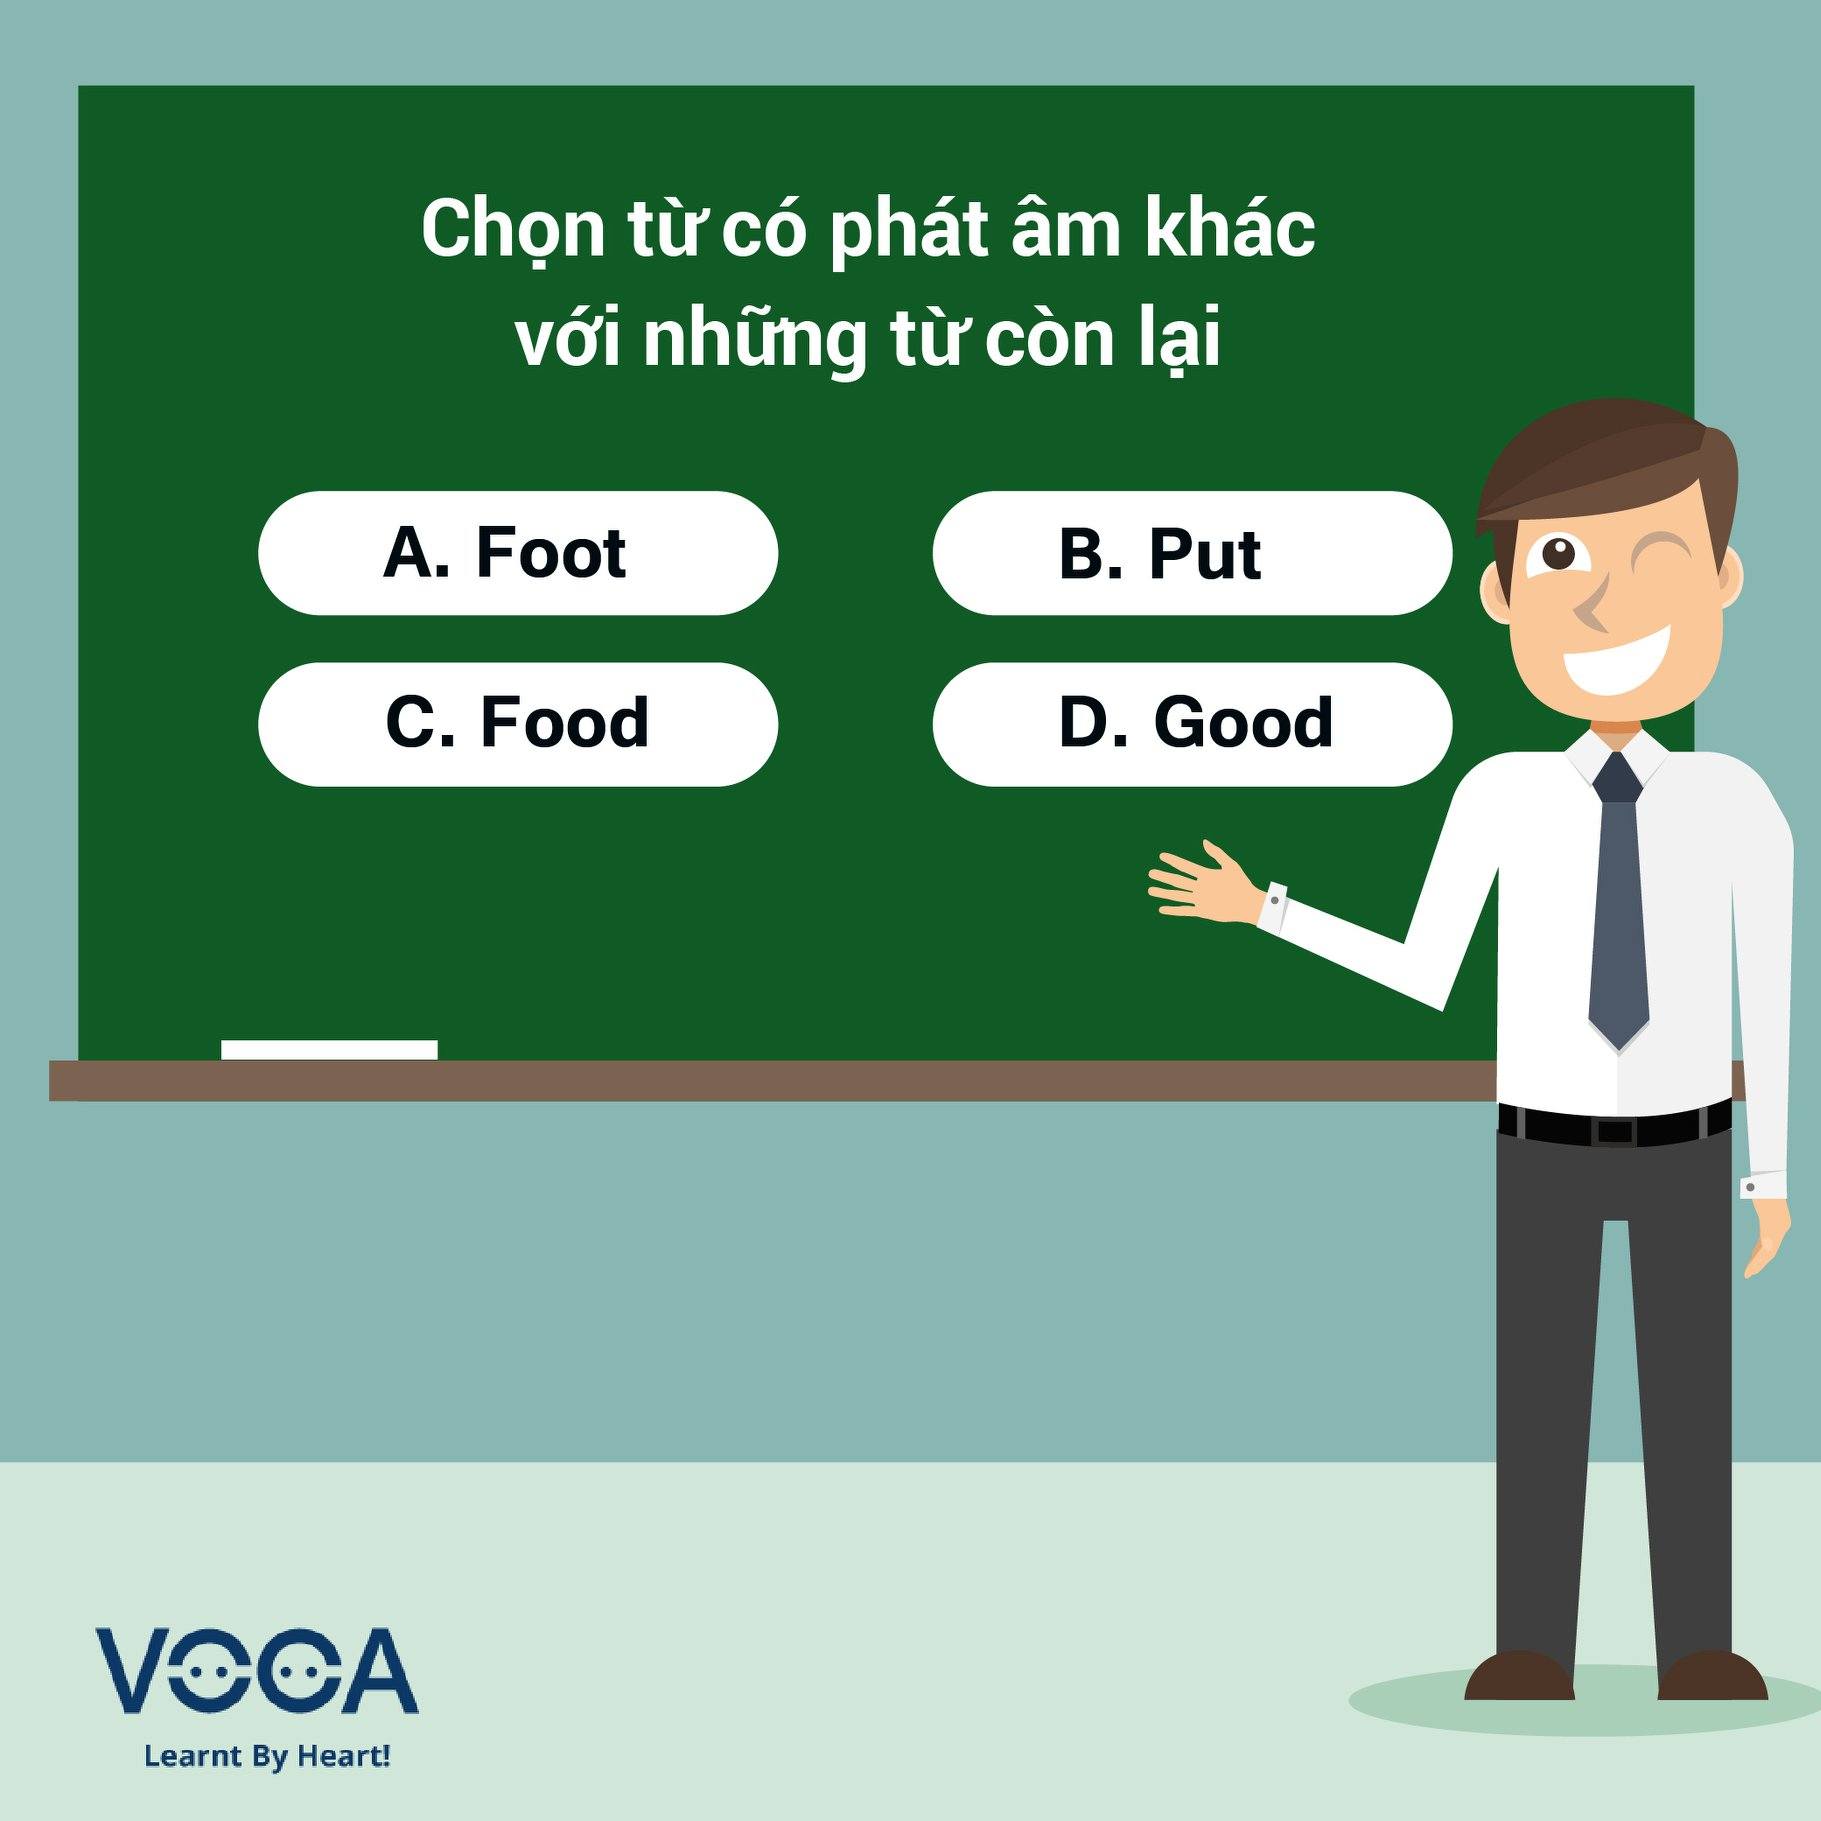 Chọn từ có phát âm khác
với những từ còn lại
A. Foot
B. Put
C. Food
D. Good
VOCA
Learnt By Heart!